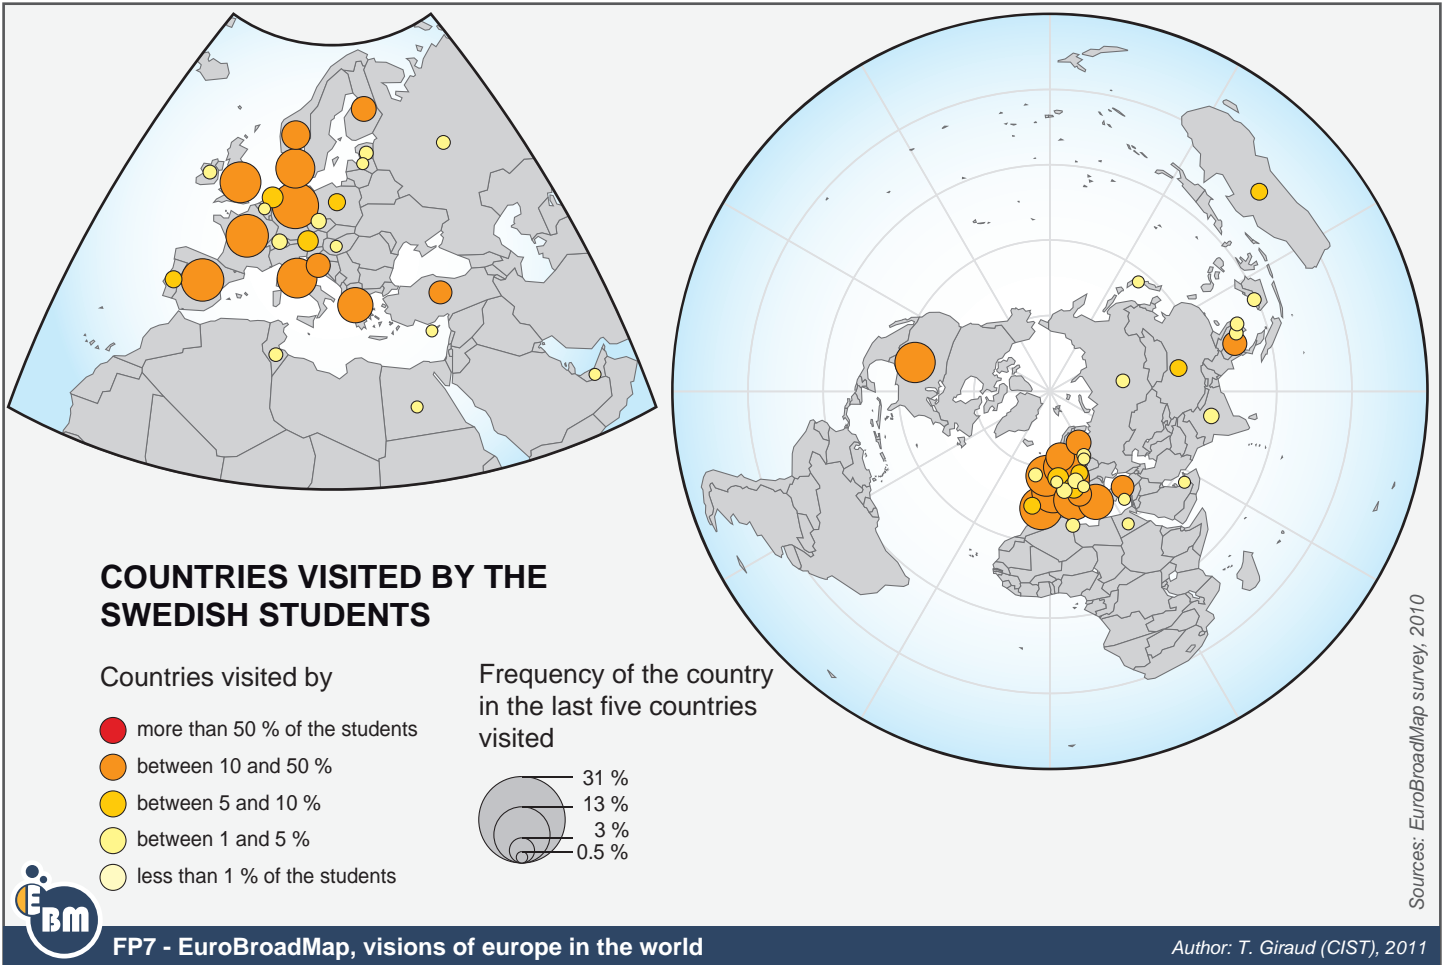 COUNTRIES VISITED BY THE
SWEDISH STUDENTS
Countries visited by
more than 50 % of the students
between 10 and 50 %
between 5 and 10 %
between 1 and 5 %
less than 1 % of the students
Frequency of the country
in the last five countries
visited
31 %
13 %
3 %
0.5 %
Sources: EuroBroadMap survey, 2010
EBM
FP7 - EuroBroadMap, visions of europe in the world
Author: T. Giraud (CIST), 2011